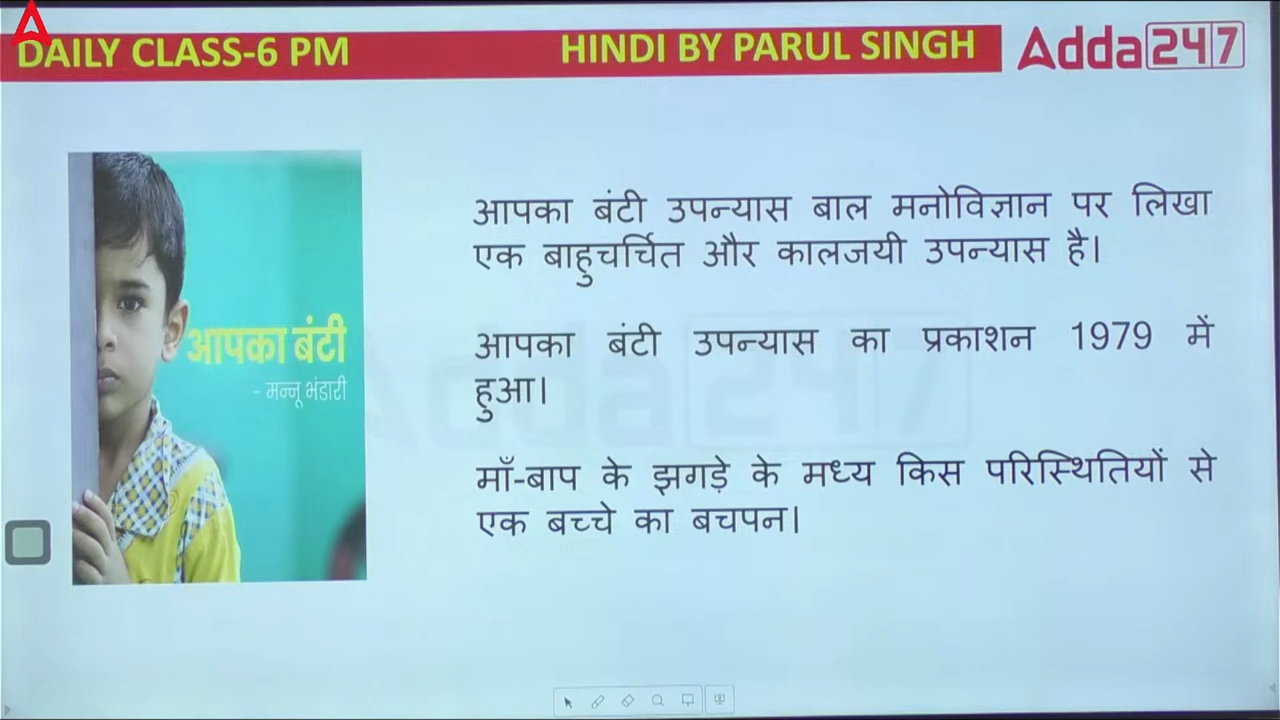 DAILY CLASS-6 PM
HINDI BY PARUL SINGH
Adda247
आपका बंटी
- मन्नू भंडारी
आपका बंटी उपन्यास बाल मनोविज्ञान पर लिखा
एक बाहुचर्चित और कालजयी उपन्यास है।
आपका बंटी उपन्यास का प्रकाशन 1979 में
हुआ।
माँ-बाप के झगड़े के मध्य किस परिस्थितियों से
एक बच्चे का बचपन।
Adda247